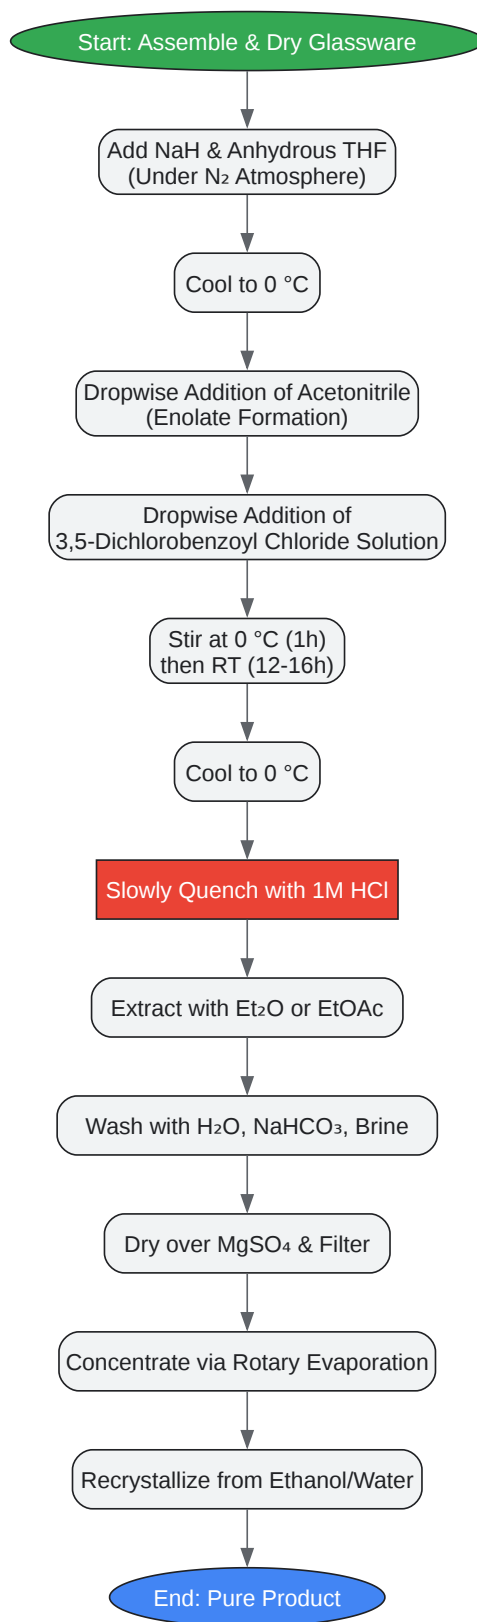 Start: Assemble & Dry Glassware
Add NaH & Anhydrous THF
(Under N₂ Atmosphere)
Cool to 0 °C
Dropwise Addition of Acetonitrile
(Enolate Formation)
Dropwise Addition of
3,5-Dichlorobenzoyl Chloride Solution
Stir at 0 °C (1h)
then RT (12-16h)
Cool to 0 °C
Slowly Quench with 1M HCl
Extract with Et₂O or EtOAc
Wash with H₂O, NaHCO₃, Brine
Dry over MgSO₄ & Filter
Concentrate via Rotary Evaporation
Recrystallize from Ethanol/Water
End: Pure Product